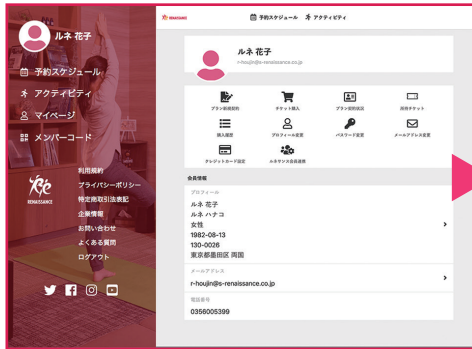 ルネ 花子
予約スケジュール
アクティビティ
マイページ
メンバーコード
RENAISSANCE
利用規約
プライバシーポリシー
特定商取引法表記
企業情報
お問い合わせ
よくある質問
ログアウト
RENAISSANCE
予約スケジュール アクティビティ
ルネ 花子
r-houjin@s-renaissance.co.jp
プラン新規契約 チケット購入 プラン契約状況 所持チケット
購入履歴 プロフィール変更 パスワード変更 メールアドレス変更
クレジットカード設定 ルネサンス会員連携
会員情報
プロフィール
ルネ 花子
ルネ ハナコ
女性
1982-08-13
130-0026
東京都墨田区 両国
メールアドレス
r-houjin@s-renaissance.co.jp
電話番号
0356005399